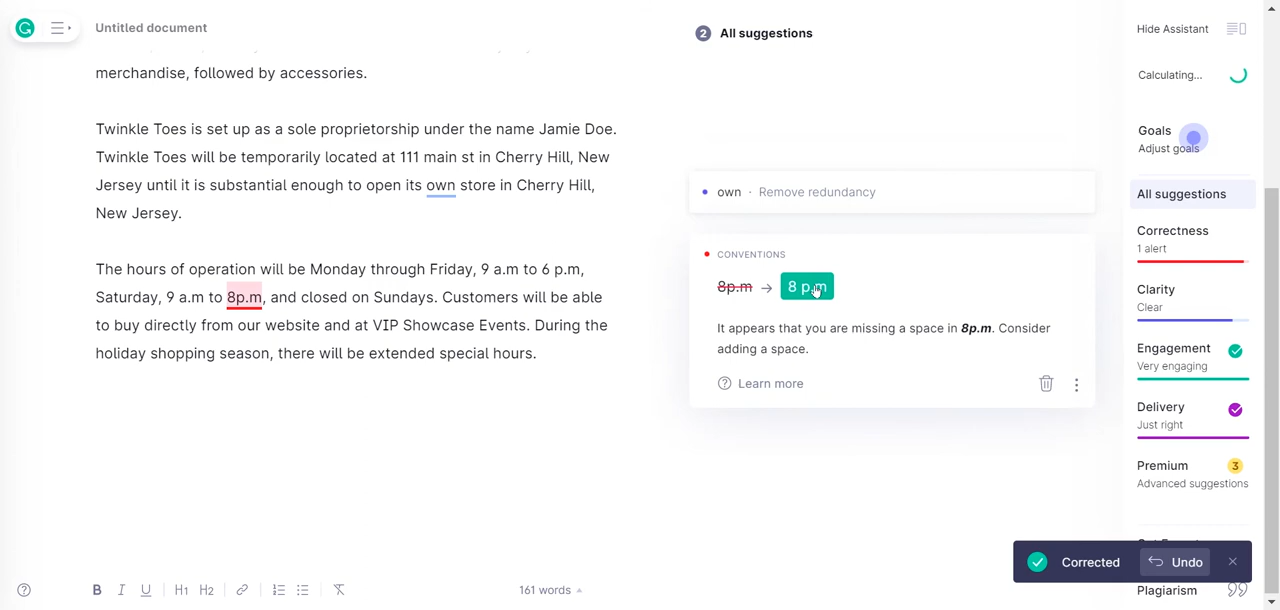 Untitled document
merchandise, followed by accessories.
Twinkle Toes is set up as a sole proprietorship under the name Jamie Doe.
Twinkle Toes will be temporarily located at 111 main st in Cherry Hill, New
Jersey until it is substantial enough to open its own store in Cherry Hill,
New Jersey.
The hours of operation will be Monday through Friday, 9 a.m to 6 p.m,
Saturday, 9 a.m to 8p.m, and closed on Sundays. Customers will be able
to buy directly from our website and at VIP Showcase Events. During the
holiday shopping season, there will be extended special hours.
B I U H1 H2
161 words
2 All suggestions
own · Remove redundancy
CONVENTIONS
8p.m → 8 p.m
It appears that you are missing a space in 8p.m. Consider
adding a space.
Learn more
Hide Assistant
Calculating...
Goals
Adjust goals
All suggestions
Correctness
1 alert
Clarity
Clear
Engagement
Very engaging
Delivery
Just right
Premium 3
Advanced suggestions
Corrected Undo
Plagiarism